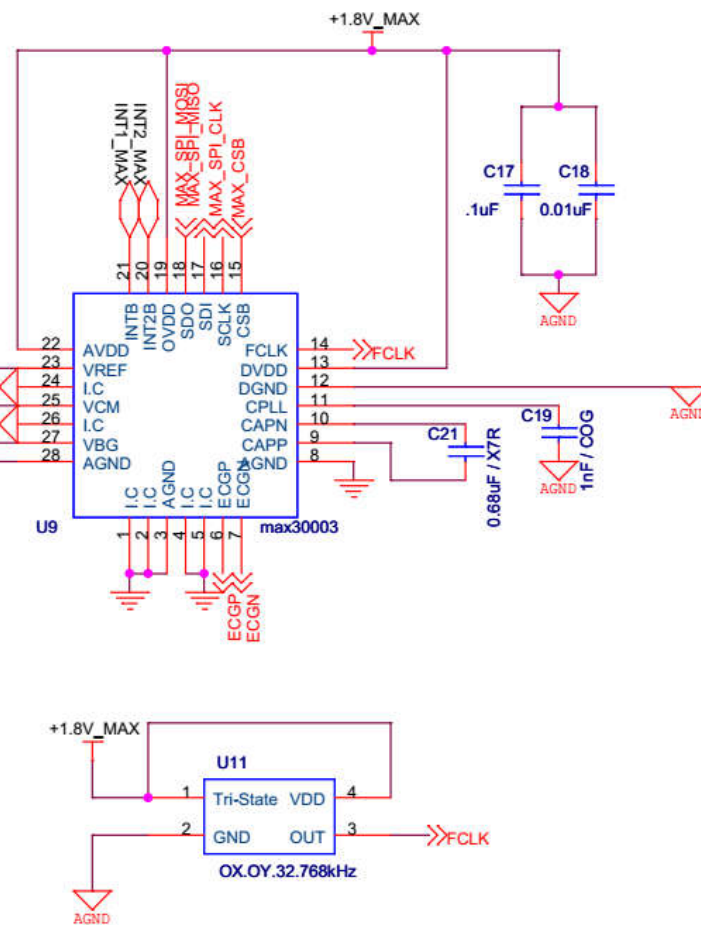 +1.8V_MAX
INT1_MAX
INT2_MAX
MAX_SPI_MOSI
MAX_SPI_MISO
MAX_SPI_CLK
MAX_CSB
C17
.1uF
C18
0.01uF
AGND
21
20
19
18
17
16
15
INTB
INT2B
OVDD
SDO
SDI
SCLK
CSB
22 AVDD
23 VREF
24 I.C
25 VCM
26 I.C
27 VBG
28 AGND
FCLK 14 FCLK
DVDD 13
DGND 12
CPLL 11
CAPN 10
CAPP 9
AGND 8
AGND
C21
0.68uF / X7R
C19
1nF / COG
AGND
I.C
I.C
AGND
I.C
I.C
ECGP
ECGN
U9
max30003
1
2
3
4
5
6
7
ECGP
ECGN
+1.8V_MAX
U11
1 Tri-State VDD 4
2 GND OUT 3 FCLK
OX.OY.32.768kHz
AGND